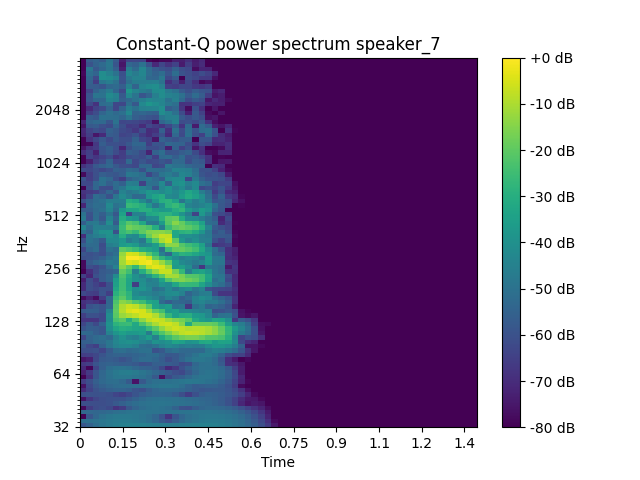 Constant-Q power spectrum speaker_7
Hz
2048
1024
512
256
128
64
32
0 0.15 0.3 0.45 0.6 0.75 0.9 1.1 1.2 1.4
Time
+0 dB
-10 dB
-20 dB
-30 dB
-40 dB
-50 dB
-60 dB
-70 dB
-80 dB